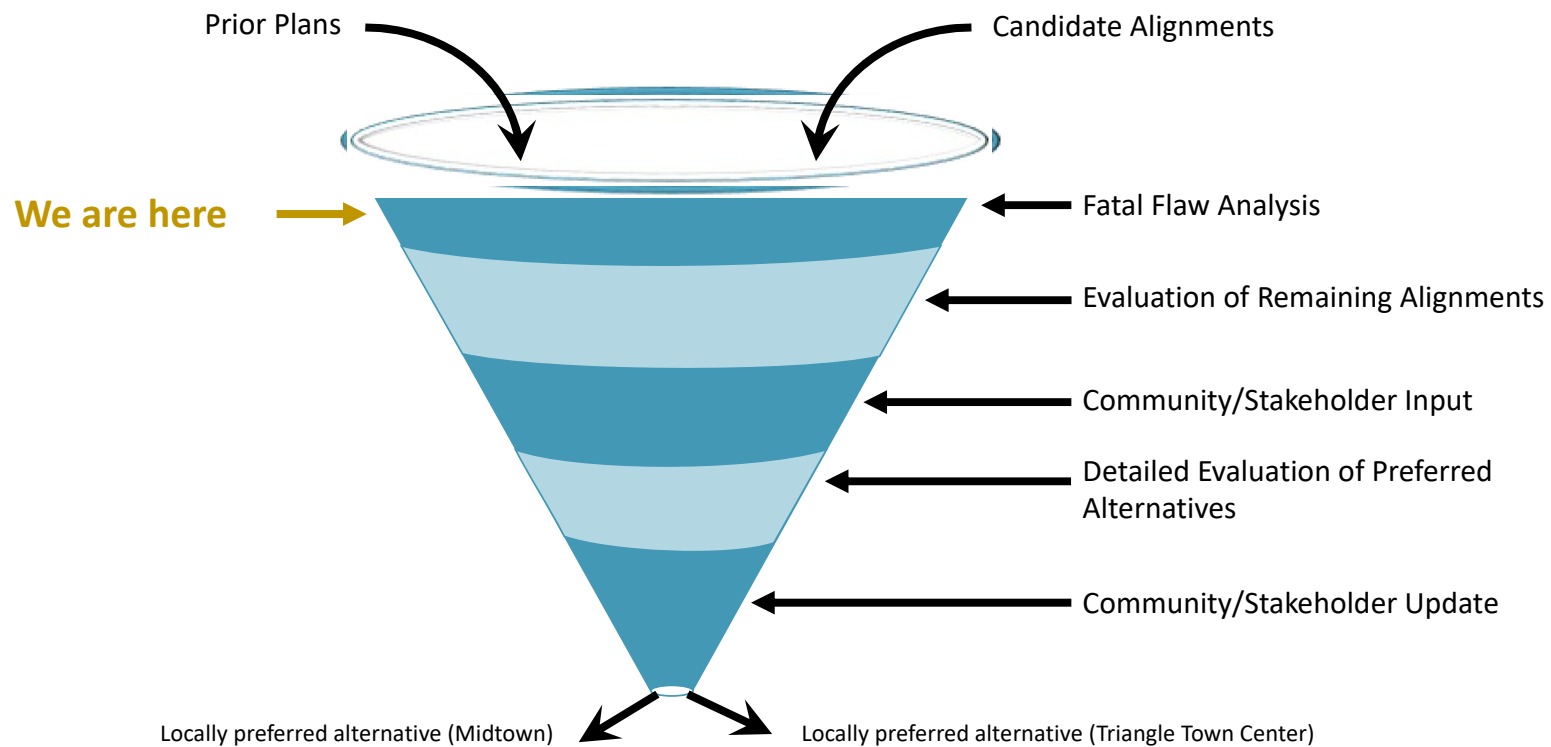 Prior Plans
Candidate Alignments
We are here
Fatal Flaw Analysis
Evaluation of Remaining Alignments
Community/Stakeholder Input
Detailed Evaluation of Preferred
Alternatives
Community/Stakeholder Update
Locally preferred alternative (Midtown)
Locally preferred alternative (Triangle Town Center)